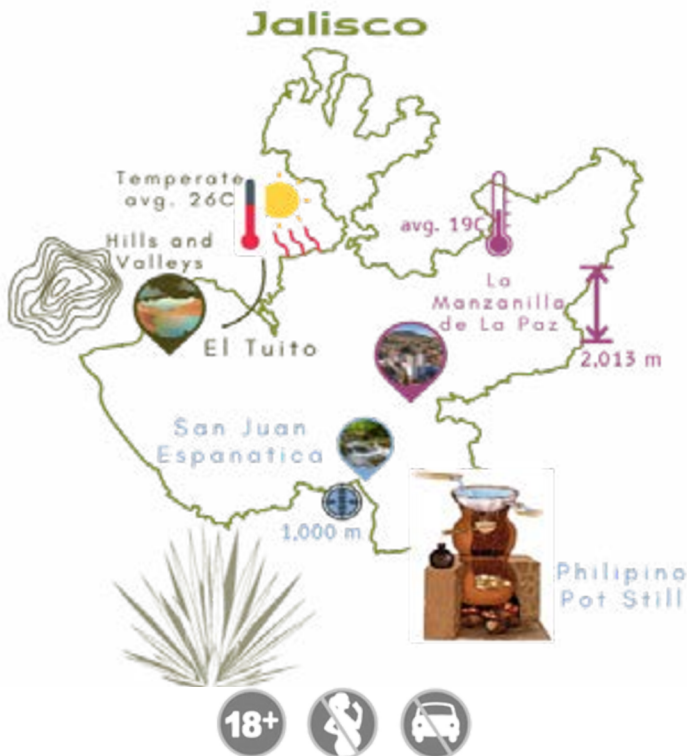 Jalisco
Temperate
avg. 26C
avg. 19C
Hills and
Valleys
La
Manzanilla
de La Paz
El Tuito
2,013 m
San Juan
Espanatica
1,000 m
Philipino
Pot Still
18+